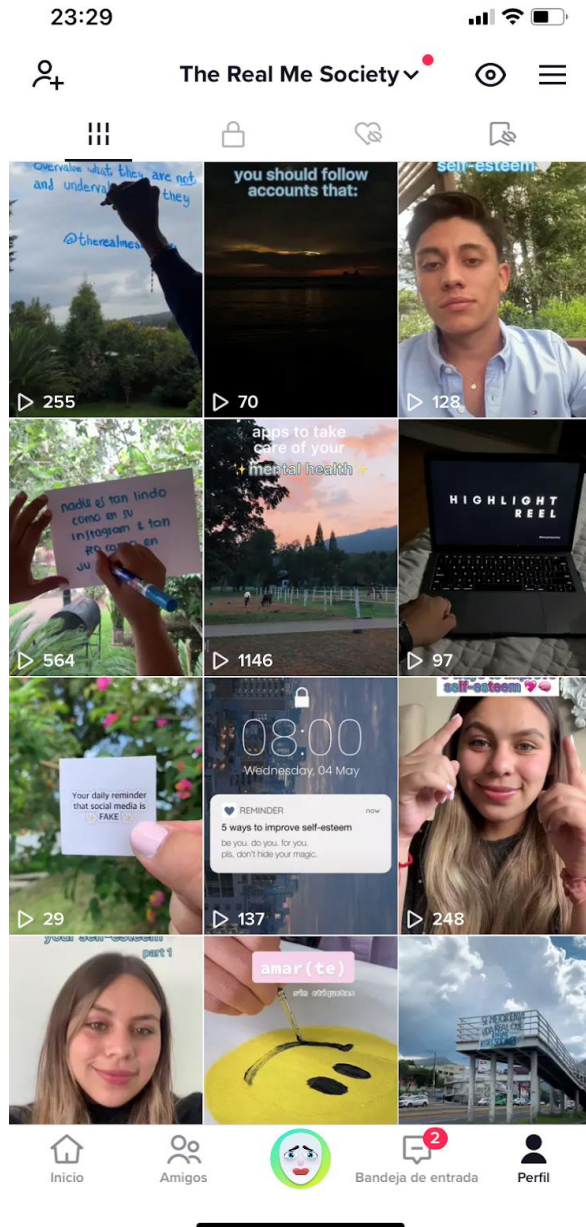 23:29
The Real Me Society
overvalue what they are not
and they
@therealme
255
you should follow
accounts that:
70
self-esteem
128
nadie es tan lindo
como en su
instagram & tan
como en
su
564
apps to take
care of your
✨mental health✨
1146
HIGHLIGHT
REEL
97
Your daily reminder
that social media is
✨ FAKE ✨
29
08:00
Wednesday, 04 May
REMINDER now
5 ways to improve self-esteem
be you. do you. for you.
pls, don't hide your magic.
137
self-esteem 💖🧠
248
your self-esteem
part 1
amar(te)
sin etiquetas
VIDA REAL QUE
Inicio
Amigos
2
Bandeja de entrada
Perfil